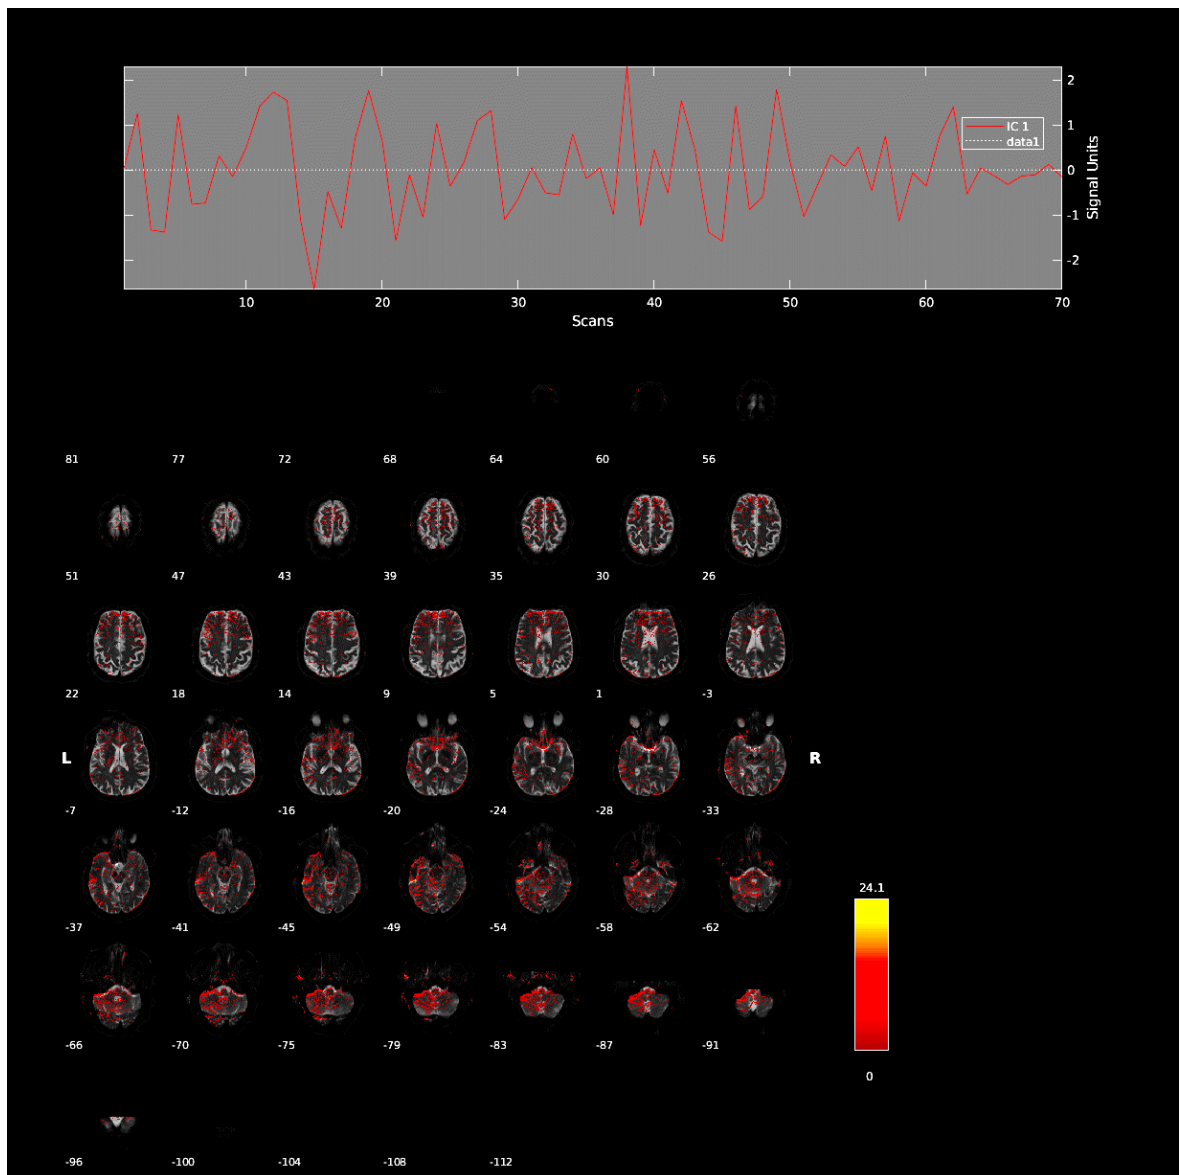 2
1
0
-1
-2
Signal Units
IC 1
data1
10 20 30 40 50 60 70
Scans
81 77 72 68 64 60 56
51 47 43 39 35 30 26
22 18 14 9 5 1 -3
L R
-7 -12 -16 -20 -24 -28 -33
24.1
-37 -41 -45 -49 -54 -58 -62
-66 -70 -75 -79 -83 -87 -91
0
-96 -100 -104 -108 -112